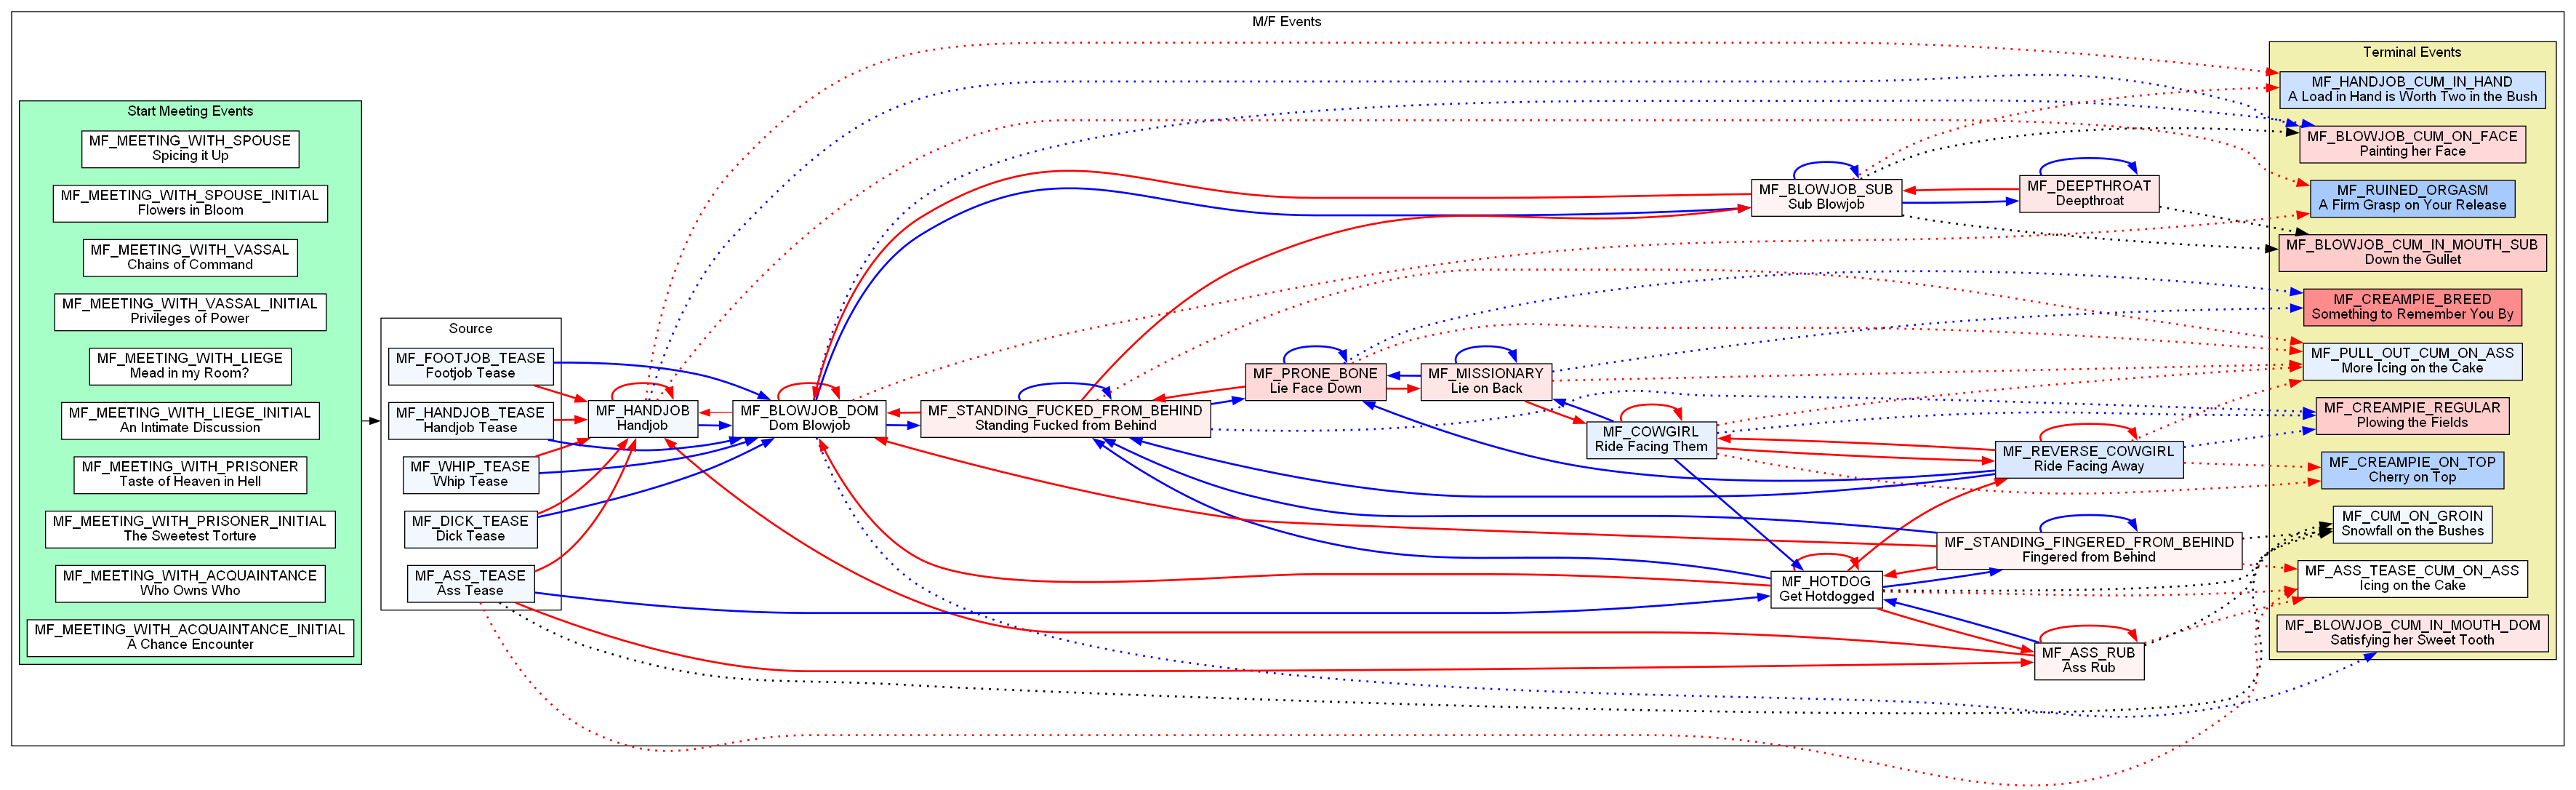 M/F Events
Start Meeting Events
MF_MEETING_WITH_SPOUSE
Spicing it Up
MF_MEETING_WITH_SPOUSE_INITIAL
Flowers in Bloom
MF_MEETING_WITH_VASSAL
Chains of Command
MF_MEETING_WITH_VASSAL_INITIAL
Privileges of Power
MF_MEETING_WITH_LIEGE
Mead in my Room?
MF_MEETING_WITH_LIEGE_INITIAL
An Intimate Discussion
MF_MEETING_WITH_PRISONER
Taste of Heaven in Hell
MF_MEETING_WITH_PRISONER_INITIAL
The Sweetest Torture
MF_MEETING_WITH_ACQUAINTANCE
Who Owns Who
MF_MEETING_WITH_ACQUAINTANCE_INITIAL
A Chance Encounter
Source
MF_FOOTJOB_TEASE
Footjob Tease
MF_HANDJOB_TEASE
Handjob Tease
MF_WHIP_TEASE
Whip Tease
MF_DICK_TEASE
Dick Tease
MF_ASS_TEASE
Ass Tease
MF_HANDJOB
Handjob
MF_BLOWJOB_DOM
Dom Blowjob
MF_STANDING_FUCKED_FROM_BEHIND
Standing Fucked from Behind
MF_PRONE_BONE
Lie Face Down
MF_MISSIONARY
Lie on Back
MF_COWGIRL
Ride Facing Them
MF_BLOWJOB_SUB
Sub Blowjob
MF_HOTDOG
Get Hotdogged
MF_DEEPTHROAT
Deepthroat
MF_REVERSE_COWGIRL
Ride Facing Away
MF_STANDING_FINGERED_FROM_BEHIND
Fingered from Behind
MF_ASS_RUB
Ass Rub
Terminal Events
MF_HANDJOB_CUM_IN_HAND
A Load in Hand is Worth Two in the Bush
MF_BLOWJOB_CUM_ON_FACE
Painting her Face
MF_RUINED_ORGASM
A Firm Grasp on Your Release
MF_BLOWJOB_CUM_IN_MOUTH_SUB
Down the Gullet
MF_CREAMPIE_BREED
Something to Remember You By
MF_PULL_OUT_CUM_ON_ASS
More Icing on the Cake
MF_CREAMPIE_REGULAR
Plowing the Fields
MF_CREAMPIE_ON_TOP
Cherry on Top
MF_CUM_ON_GROIN
Snowfall on the Bushes
MF_ASS_TEASE_CUM_ON_ASS
Icing on the Cake
MF_BLOWJOB_CUM_IN_MOUTH_DOM
Satisfying her Sweet Tooth